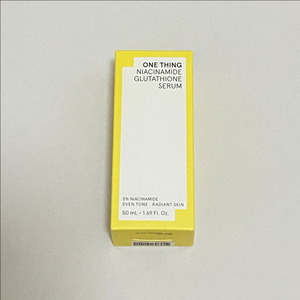 ONE THING
NIACINAMIDE
GLUTATHIONE
SERUM
5% NIACINAMIDE
EVEN TONE · RADIANT SKIN
50 mL - 1.69 Fl. Oz.